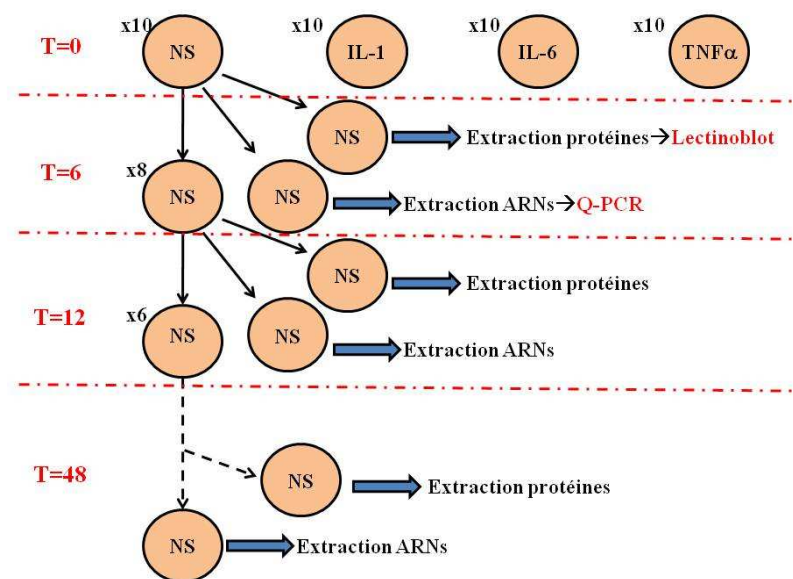 x10 x10 x10 x10
T=0 NS IL-1 IL-6 TNFα
NS Extraction protéines→Lectinoblot
T=6 x8
NS NS Extraction ARNs→Q-PCR
NS Extraction protéines
T=12 x6
NS NS Extraction ARNs
T=48 NS Extraction protéines
NS Extraction ARNs